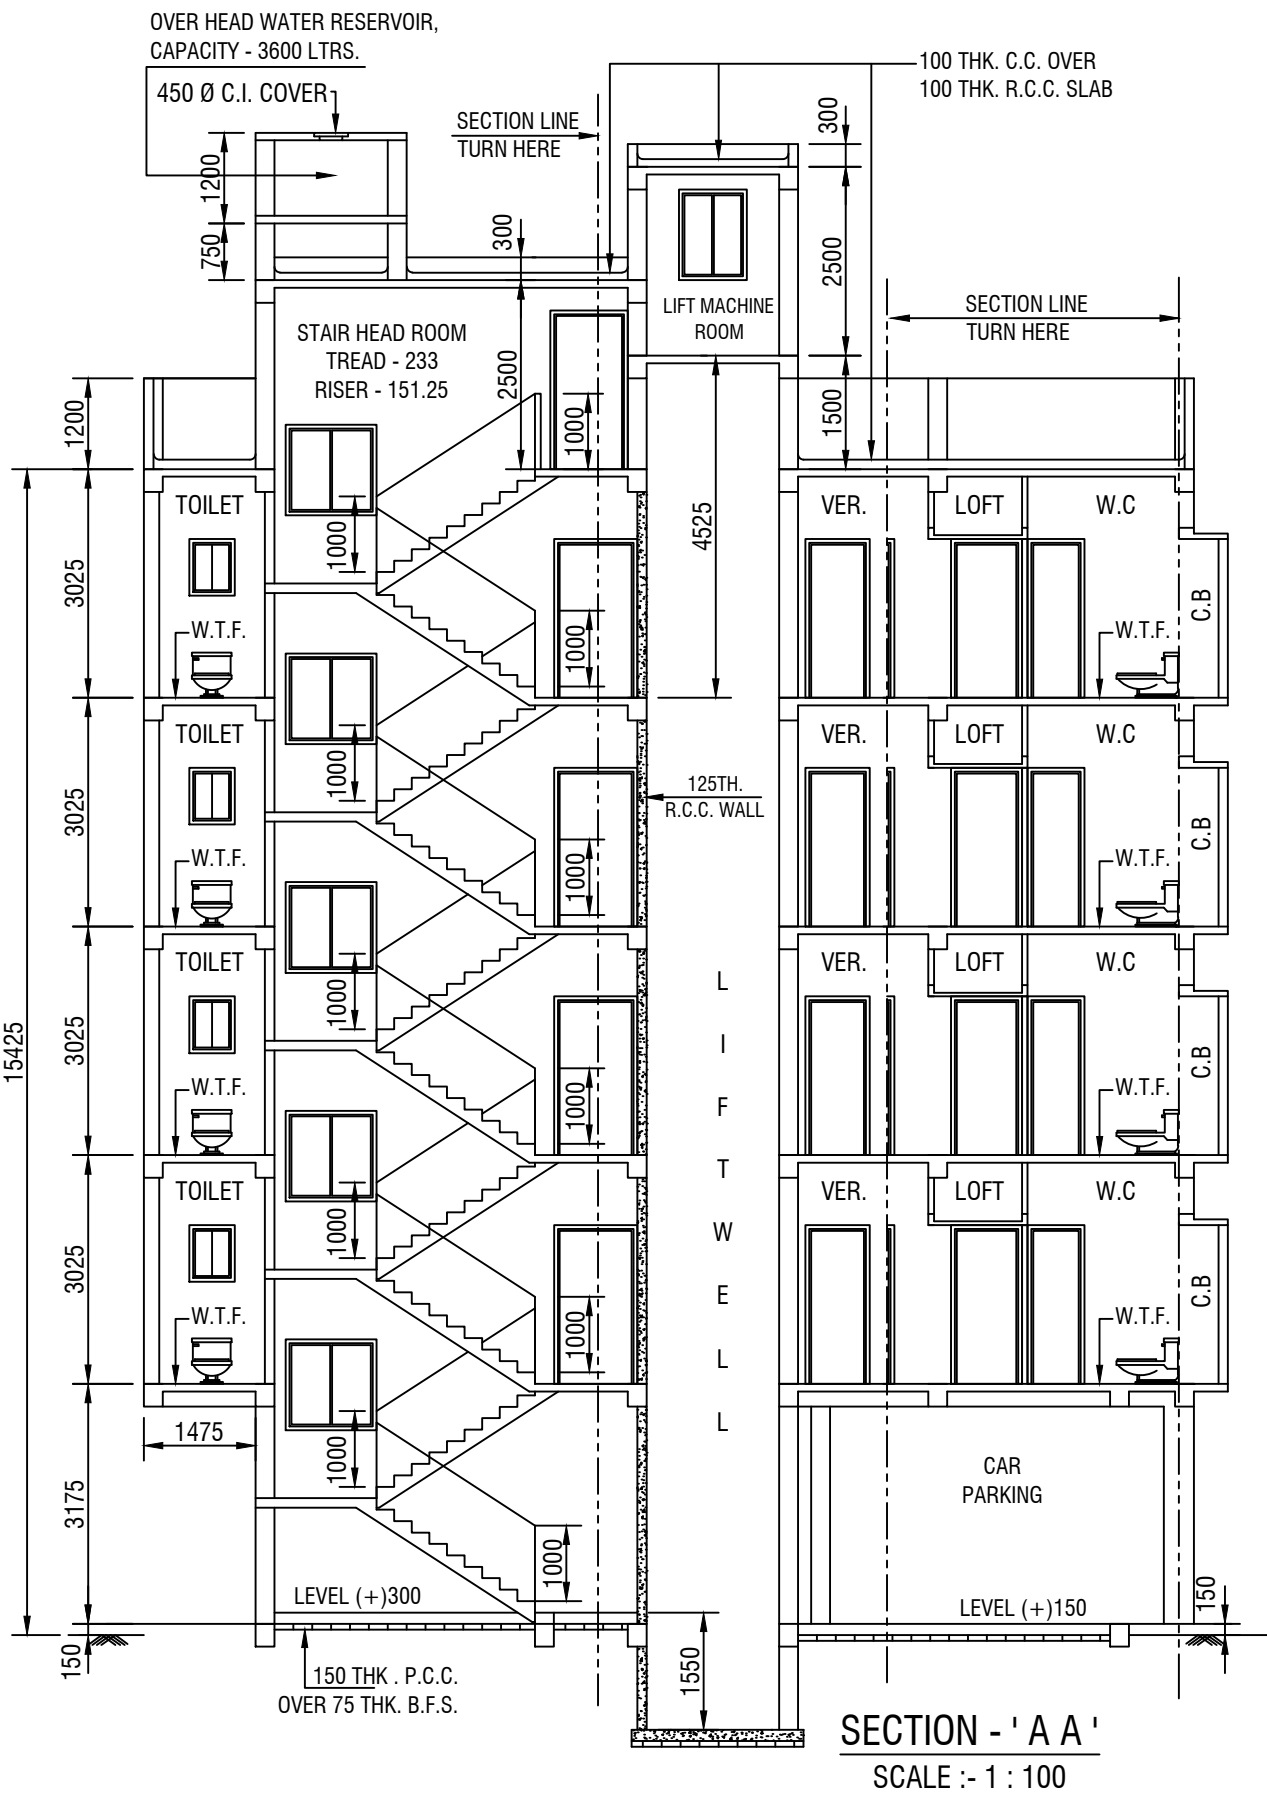 OVER HEAD WATER RESERVOIR,
CAPACITY - 3600 LTRS.
450 Ø C.I. COVER
SECTION LINE
TURN HERE
100 THK. C.C. OVER
100 THK. R.C.C. SLAB
1200
750
300
300
2500
1500
2500
LIFT MACHINE
ROOM
SECTION LINE
TURN HERE
STAIR HEAD ROOM
TREAD - 233
RISER - 151.25
1200
1000
15425
3025
TOILET
W.T.F.
1000
1000
4525
VER.
LOFT
W.C
W.T.F.
C.B
3025
TOILET
W.T.F.
1000
1000
125TH.
R.C.C. WALL
VER.
LOFT
W.C
W.T.F.
C.B
3025
TOILET
W.T.F.
1000
1000
LIFT WELL
VER.
LOFT
W.C
W.T.F.
C.B
3025
TOILET
W.T.F.
1000
1000
VER.
LOFT
W.C
W.T.F.
C.B
1475
3175
1000
1000
CAR
PARKING
LEVEL (+)300
LEVEL (+)150
150
150
150 THK . P.C.C.
OVER 75 THK. B.F.S.
1550
SECTION - ' A A '
SCALE :- 1 : 100